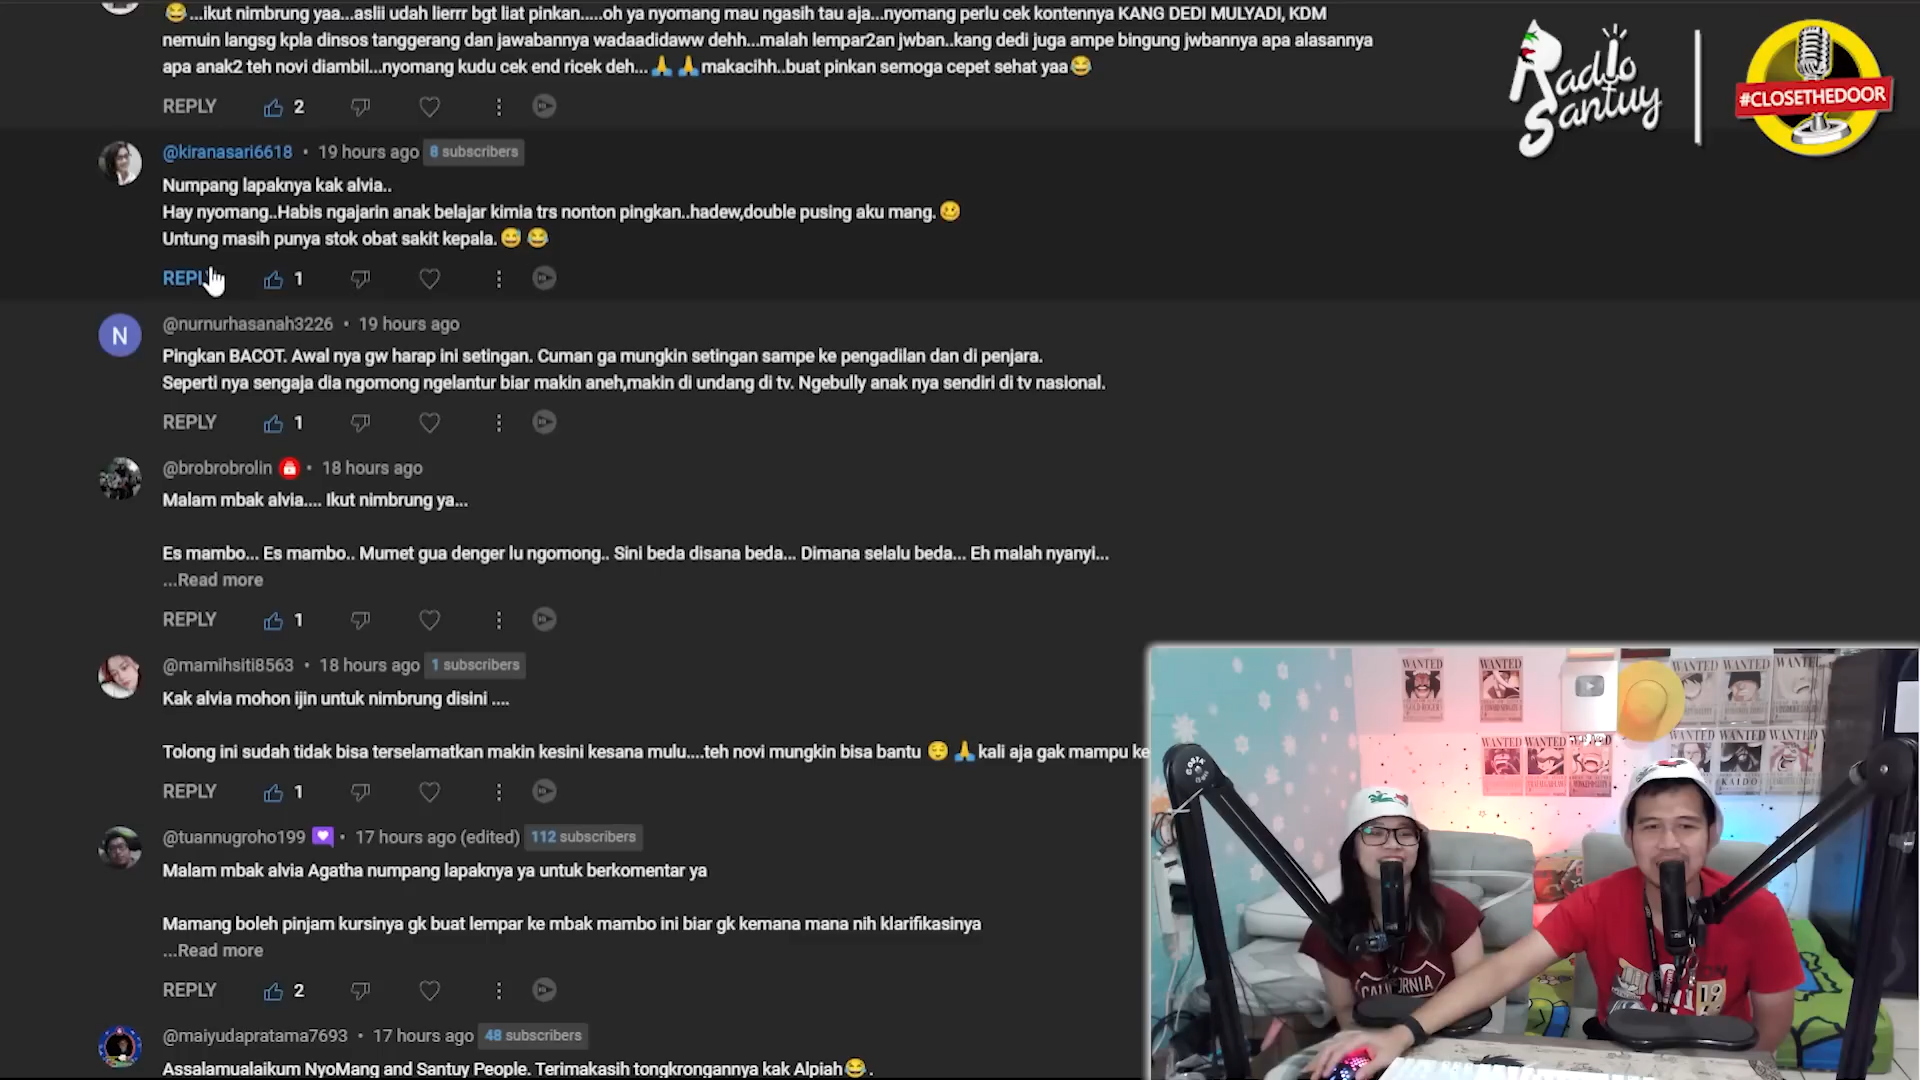 😂...ikut nimbrung yaa...aslii udah lierrr bgt liat pinkan.....oh ya nyomang mau ngasih tau aja...nyomang perlu cek kontennya KANG DEDI MULYADI, KDM
nemuin langsg kpla dinsos tanggerang dan jawabannya wadaadidaww dehh...malah lempar2an jwban..kang dedi juga ampe bingung jwbannya apa alasannya
apa anak2 teh novi diambil...nyomang kudu cek end ricek deh...🙏🙏makacihh..buat pinkan semoga cepet sehat yaa😂
REPLY 2
@kiranasari6618 • 19 hours ago 8 subscribers
Numpang lapaknya kak alvia..
Hay nyomang..Habis ngajarin anak belajar kimia trs nonton pingkan..hadew,double pusing aku mang. 🥴
Untung masih punya stok obat sakit kepala. 😅 😂
REPLY 1
N
@nurnurhasanah3226 • 19 hours ago
Pingkan BACOT. Awal nya gw harap ini setingan. Cuman ga mungkin setingan sampe ke pengadilan dan di penjara.
Seperti nya sengaja dia ngomong ngelantur biar makin aneh,makin di undang di tv. Ngebully anak nya sendiri di tv nasional.
REPLY 1
@brobrobrolin • 18 hours ago
Malam mbak alvia.... Ikut nimbrung ya...
Es mambo... Es mambo.. Mumet gua denger lu ngomong.. Sini beda disana beda... Dimana selalu beda... Eh malah nyanyi...
...Read more
REPLY 1
@mamihsiti8563 • 18 hours ago 1 subscribers
Kak alvia mohon ijin untuk nimbrung disini ....
Tolong ini sudah tidak bisa terselamatkan makin kesini kesana mulu....teh novi mungkin bisa bantu 😌 🙏 kali aja gak mampu ke
REPLY 1
@tuannugroho199 • 17 hours ago (edited) 112 subscribers
Malam mbak alvia Agatha numpang lapaknya ya untuk berkomentar ya
Mamang boleh pinjam kursinya gk buat lempar ke mbak mambo ini biar gk kemana mana nih klarifikasinya
...Read more
REPLY 2
@maiyudapratama7693 • 17 hours ago 48 subscribers
Assalamualaikum NyoMang and Santuy People. Terimakasih tongkrongannya kak Alpiah😂.
Radio
Santuy
#CLOSETHEDOOR
WANTED
WANTED
WANTED WANTED WANTE
KAIDO
CALIFORNIA
19